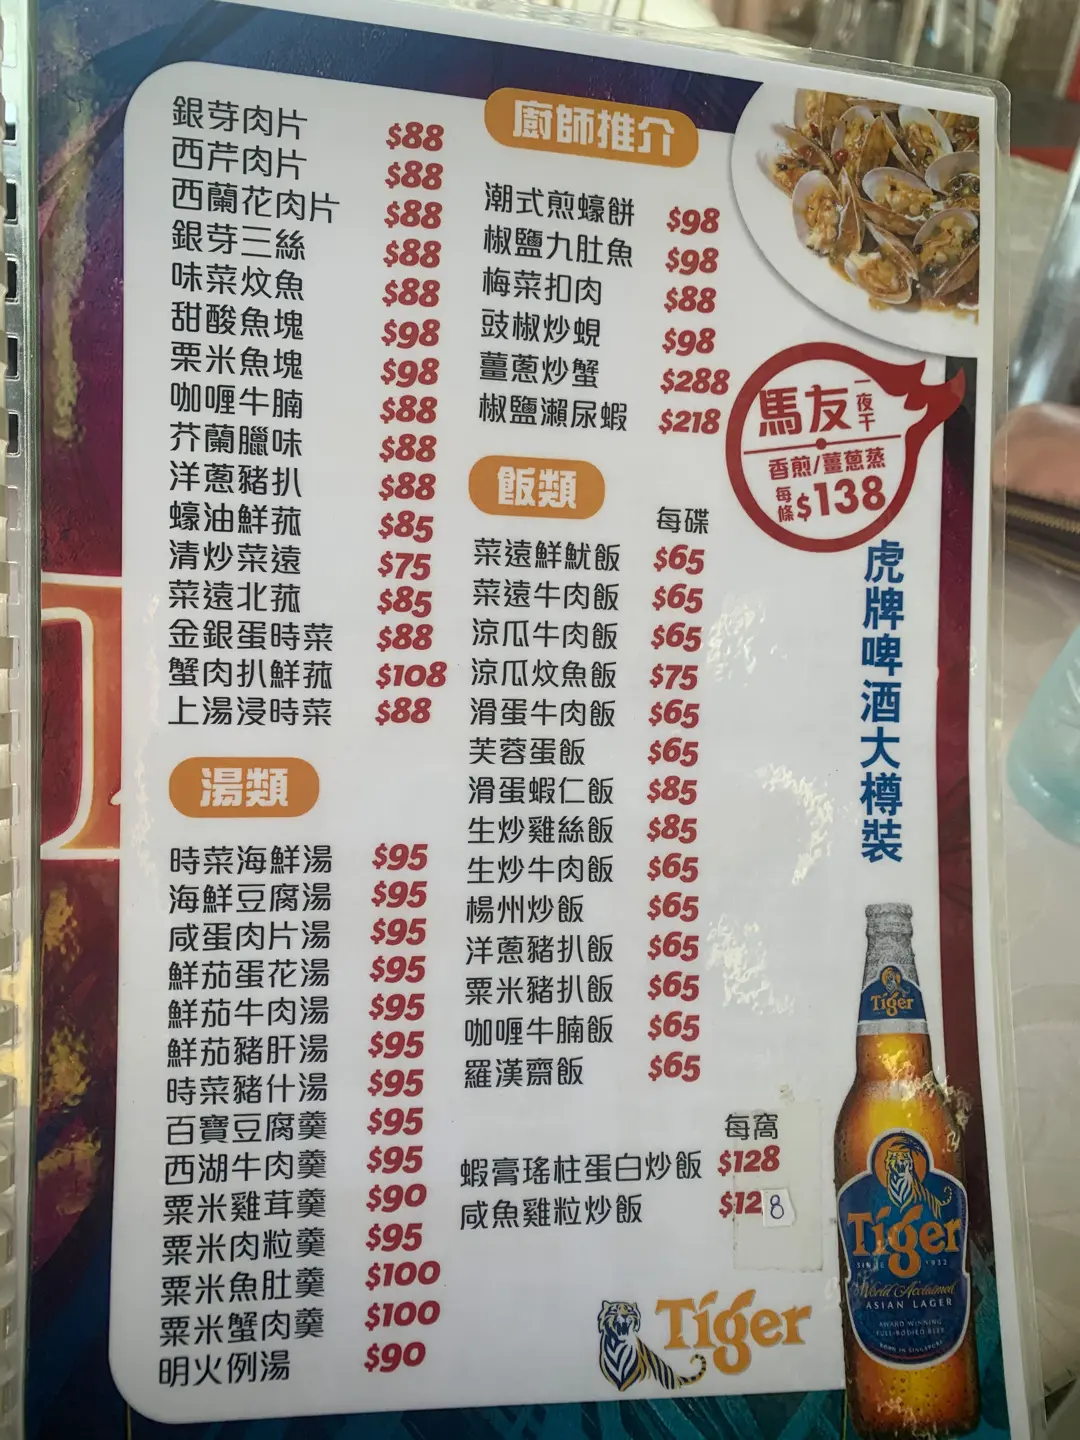 銀芽肉片 $88
西芹肉片 $88
西蘭花肉片 $88
銀芽三絲 $88
味菜炆魚 $88
甜酸魚塊 $98
粟米魚塊 $98
咖喱牛腩 $88
芥蘭臘味 $88
洋蔥豬扒 $88
蠔油鮮菰 $85
清炒菜遠 $75
菜遠北菰 $85
金銀蛋時菜 $88
蟹肉扒鮮菰 $108
上湯浸時菜 $88
湯類
時菜海鮮湯 $95
海鮮豆腐湯 $95
咸蛋肉片湯 $95
鮮茄蛋花湯 $95
鮮茄牛肉湯 $95
鮮茄豬肝湯 $95
時菜豬什湯 $95
百寶豆腐羹 $95
西湖牛肉羹 $95
粟米雞茸羹 $90
粟米肉粒羹 $95
粟米魚肚羹 $100
粟米蟹肉羹 $100
明火例湯 $90
廚師推介
潮式煎蠔餅 $98
椒鹽九肚魚 $98
梅菜扣肉 $88
豉椒炒蜆 $98
薑蔥炒蟹 $288
椒鹽瀨尿蝦 $218
飯類
每碟
菜遠鮮魷飯 $65
菜遠牛肉飯 $65
涼瓜牛肉飯 $65
涼瓜炆魚飯 $75
滑蛋牛肉飯 $65
芙蓉蛋飯 $65
滑蛋蝦仁飯 $85
生炒雞絲飯 $85
生炒牛肉飯 $65
楊州炒飯 $65
洋蔥豬扒飯 $65
粟米豬扒飯 $65
咖喱牛腩飯 $65
羅漢齋飯 $65
每窩
蝦膏瑤柱蛋白炒飯 $128
咸魚雞粒炒飯 $128
Tiger
馬友一夜干
香煎/薑蔥蒸
每條 $138
虎牌啤酒大樽裝
Tiger
Tiger
SINCE 1932
World Acclaimed
ASIAN LAGER
AWARD WINNING
FULL-BODIED BEER
BORN IN SINGAPORE